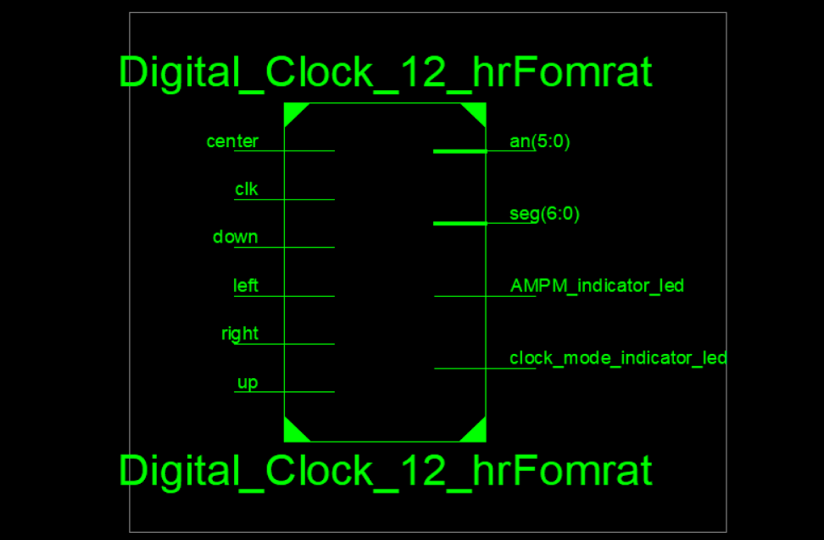 Digital_Clock_12_hrFomrat
center
an(5:0)
clk
seg(6:0)
down
left
AMPM_indicator_led
right
clock_mode_indicator_led
up
Digital_Clock_12_hrFomrat